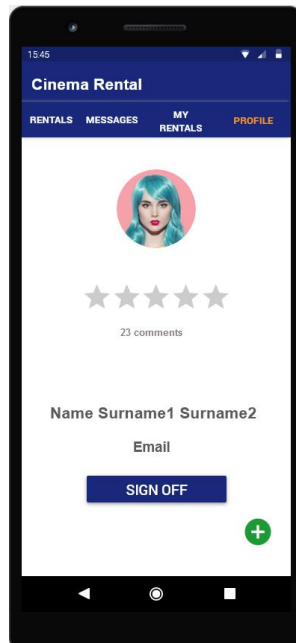 15:45
Cinema Rental
RENTALS MESSAGES MY RENTALS PROFILE
23 comments
Name Surname1 Surname2
Email
SIGN OFF